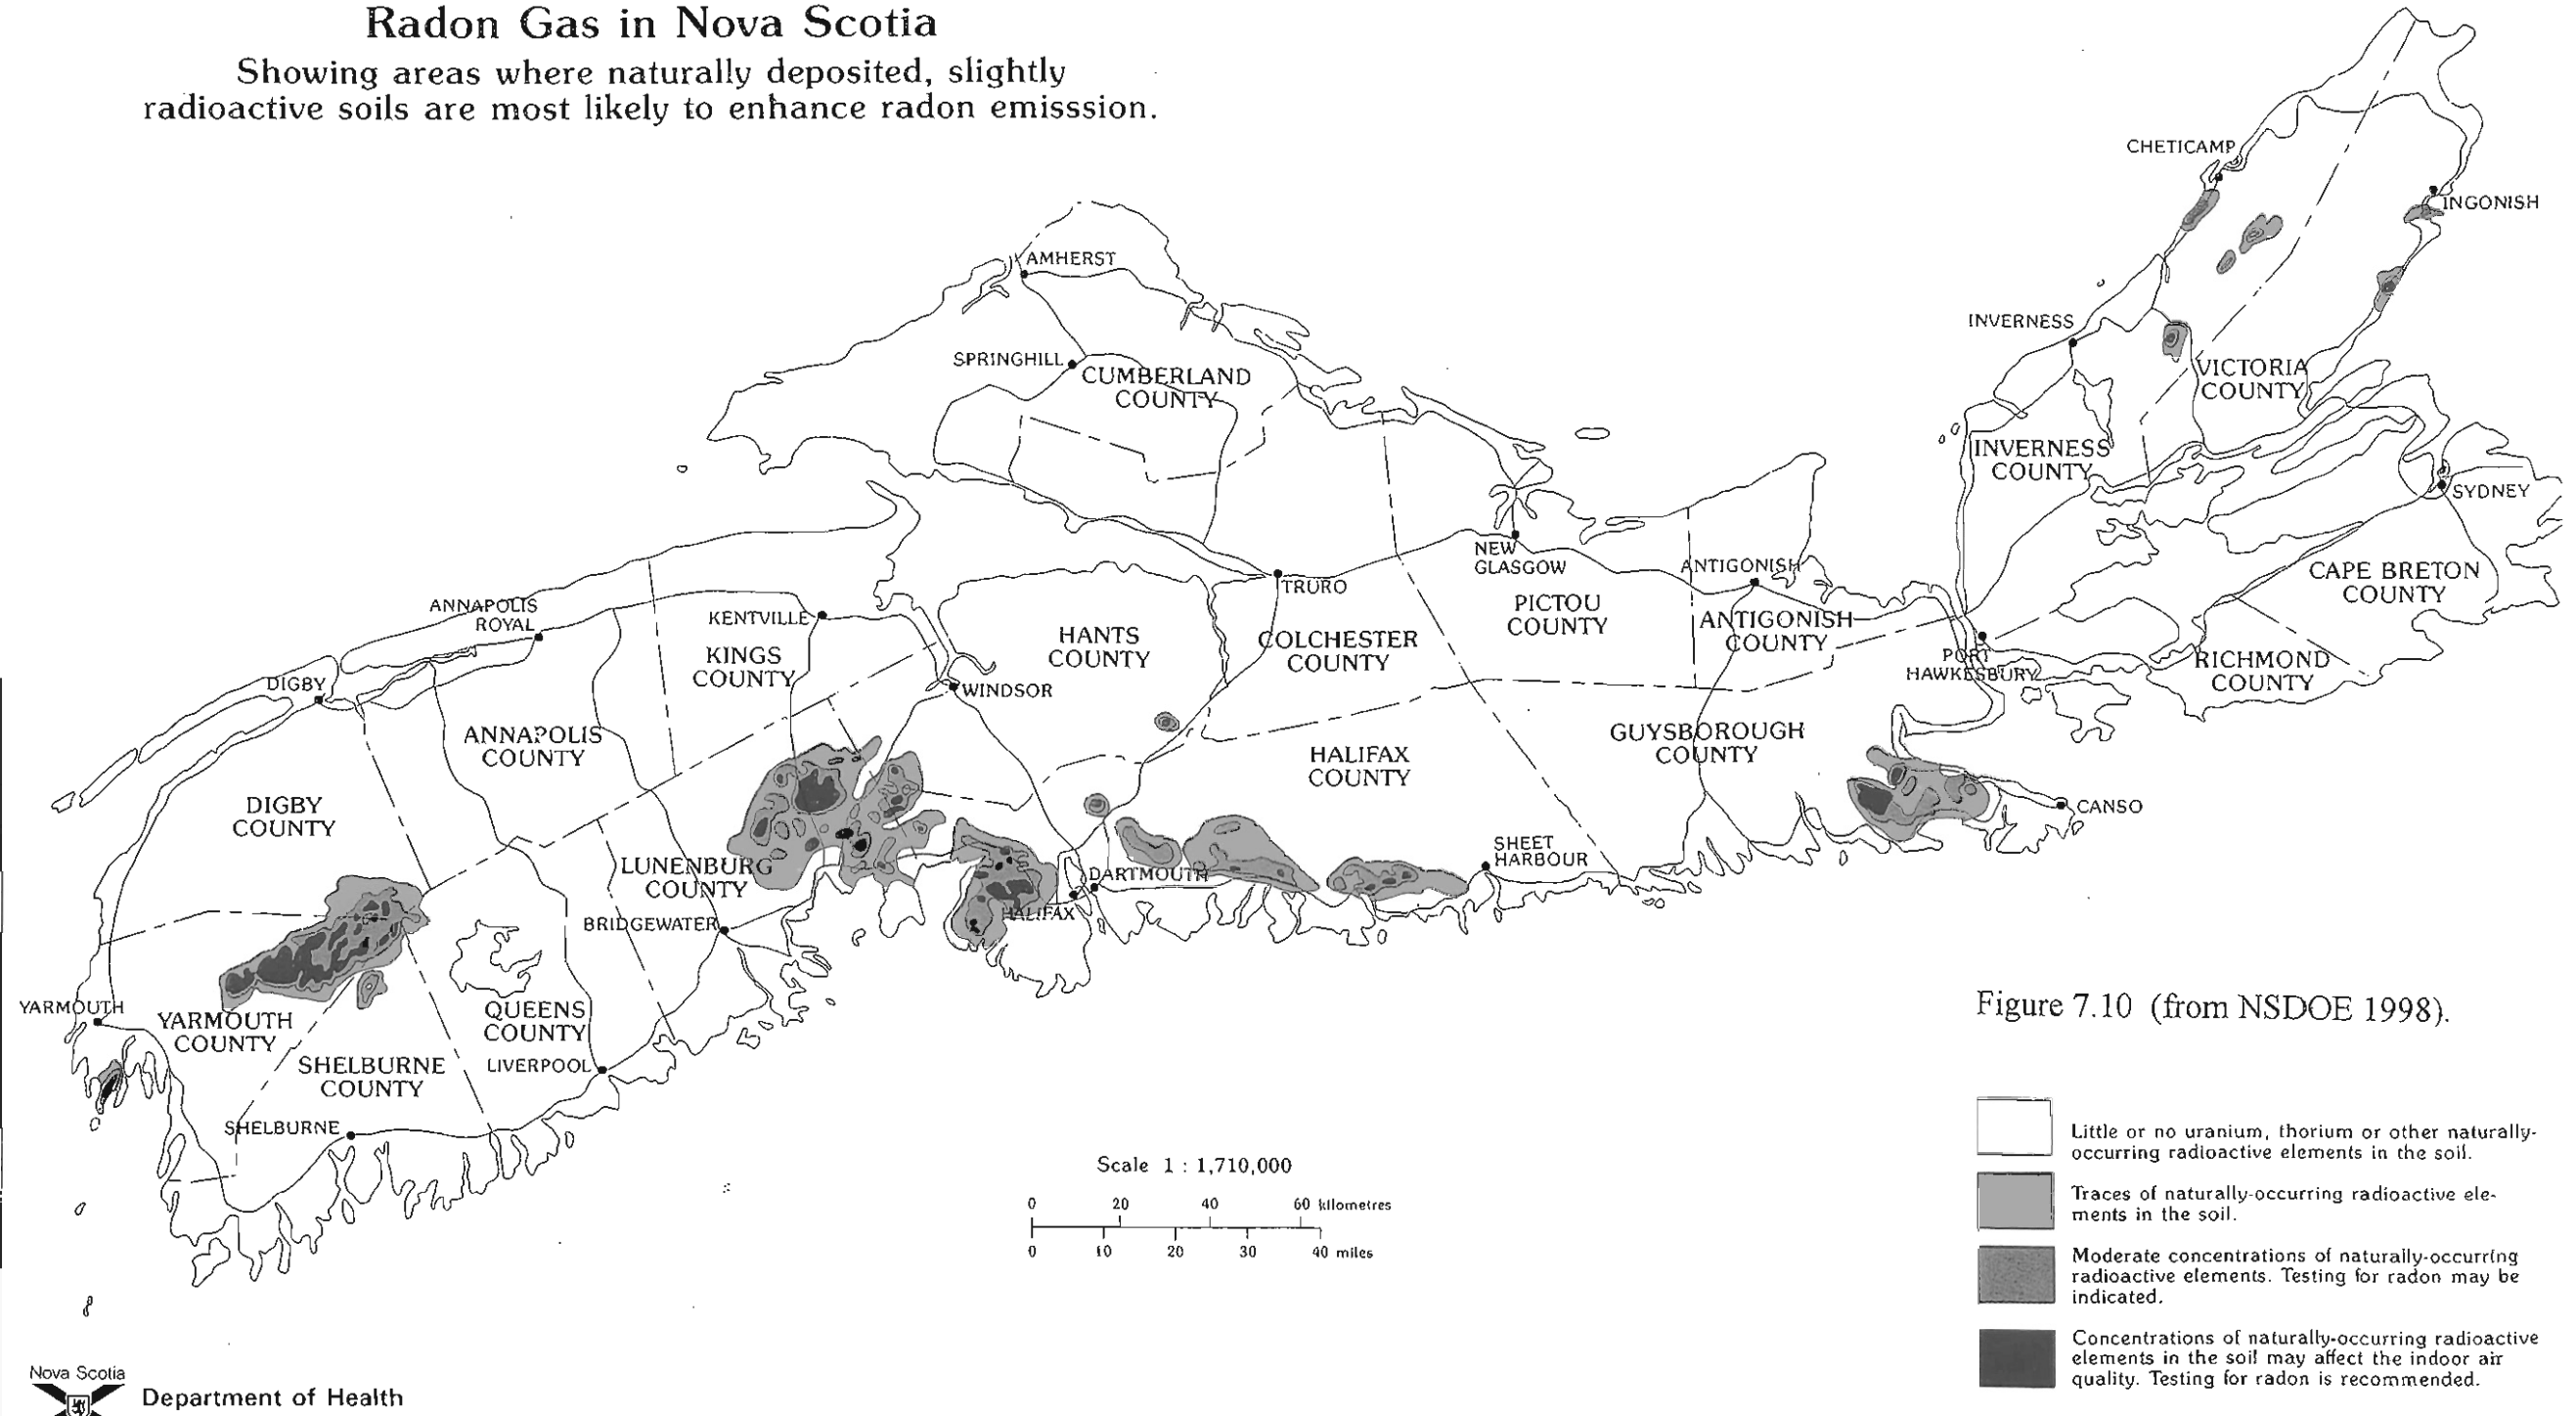 Radon Gas in Nova Scotia
Showing areas where naturally deposited, slightly
radioactive soils are most likely to enhance radon emisssion.
CHETICAMP
INGONISH
AMHERST
INVERNESS
SPRINGHILL
CUMBERLAND
COUNTY
VICTORIA
COUNTY
INVERNESS
COUNTY
SYDNEY
NEW
GLASGOW
ANTIGONISH
TRURO
CAPE BRETON
COUNTY
ANNAPOLIS
ROYAL
KENTVILLE
PICTOU
COUNTY
ANTIGONISH
COUNTY
HANTS
COUNTY
COLCHESTER
COUNTY
KINGS
COUNTY
PORT
HAWKESBURY
RICHMOND
COUNTY
DIGBY
WINDSOR
ANNAPOLIS
COUNTY
HALIFAX
COUNTY
GUYSBOROUGH
COUNTY
DIGBY
COUNTY
CANSO
SHEET
HARBOUR
LUNENBURG
COUNTY
DARTMOUTH
HALIFAX
BRIDGEWATER
YARMOUTH
YARMOUTH
COUNTY
QUEENS
COUNTY
SHELBURNE
COUNTY
LIVERPOOL
SHELBURNE
Figure 7.10 (from NSDOE 1998).
Scale 1 : 1,710,000
0 20 40 60 kilometres
0 10 20 30 40 miles
Little or no uranium, thorium or other naturally-
occurring radioactive elements in the soil.
Traces of naturally-occurring radioactive ele-
ments in the soil.
Moderate concentrations of naturally-occurring
radioactive elements. Testing for radon may be
indicated.
Concentrations of naturally-occurring radioactive
elements in the soil may affect the indoor air
quality. Testing for radon is recommended.
Nova Scotia
Department of Health